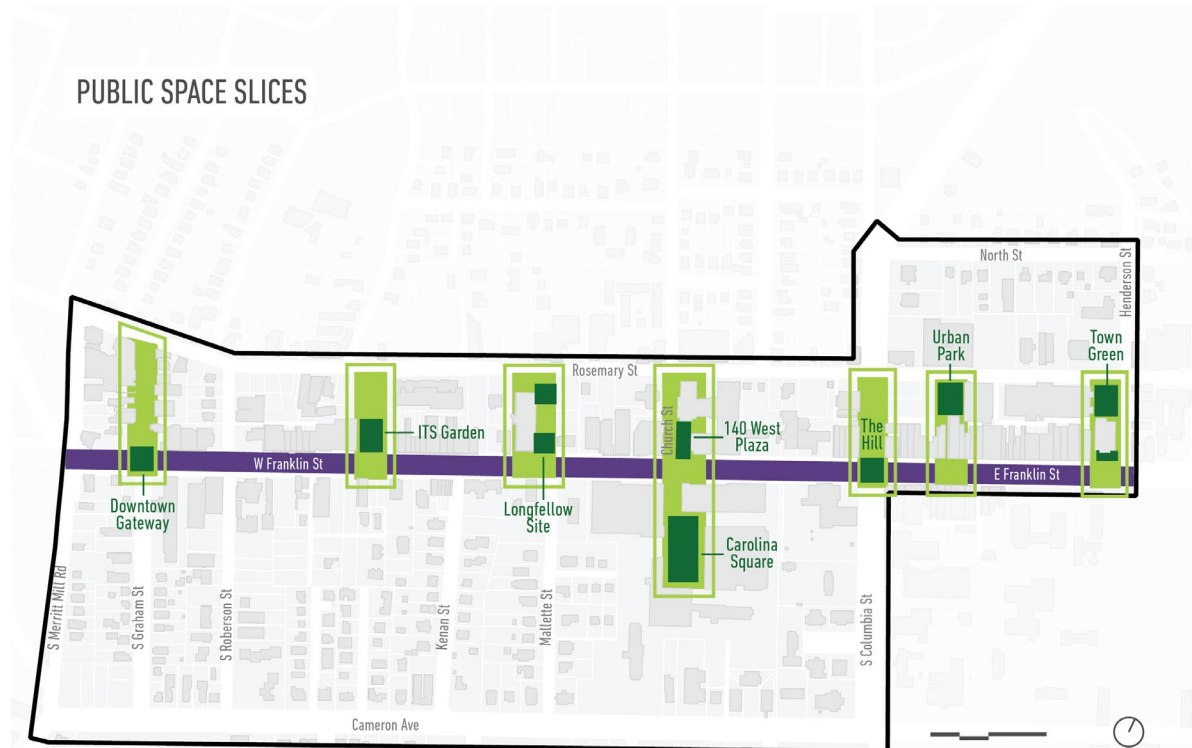 PUBLIC SPACE SLICES
North St
Henderson St
Urban
Park
Town
Green
Rosemary St
Church St
ITS Garden
140 West
Plaza
The
Hill
W Franklin St
E Franklin St
Downtown
Gateway
Longfellow
Site
Carolina
Square
S Merritt Mill Rd
S Graham St
S Roberson St
Kenan St
Mallette St
S Columbia St
Cameron Ave